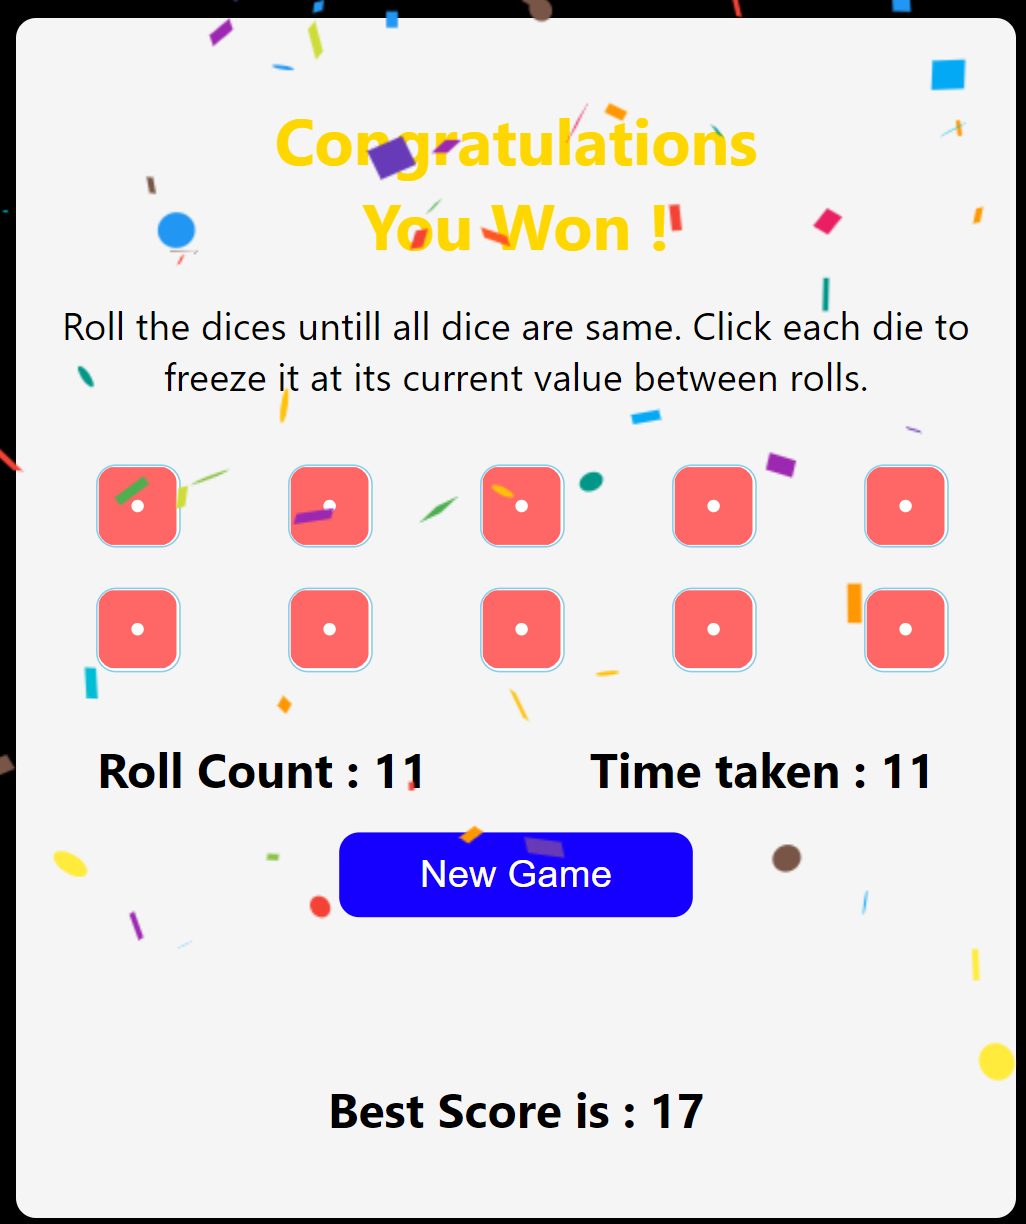 Congratulations
You Won !
Roll the dices untill all dice are same. Click each die to
freeze it at its current value between rolls.
Roll Count : 11
Time taken : 11
New Game
Best Score is : 17